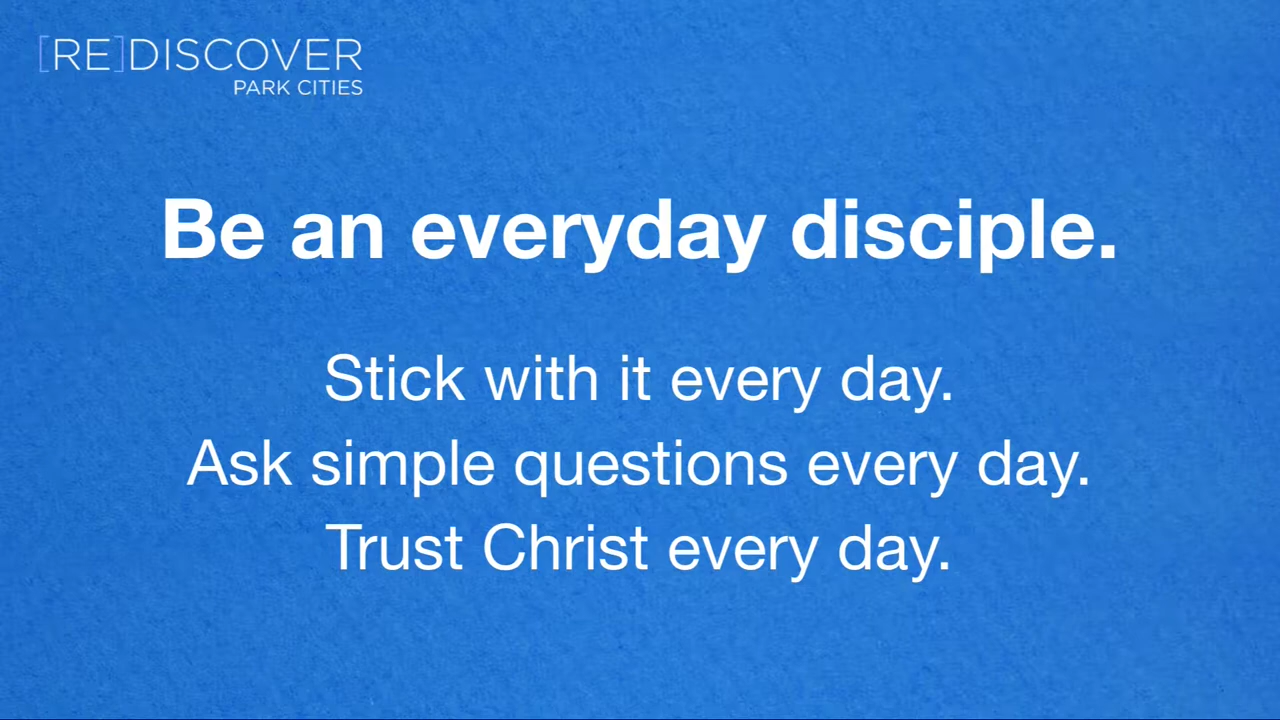 [RE]DISCOVER
PARK CITIES
Be an everyday disciple.
Stick with it every day.
Ask simple questions every day.
Trust Christ every day.